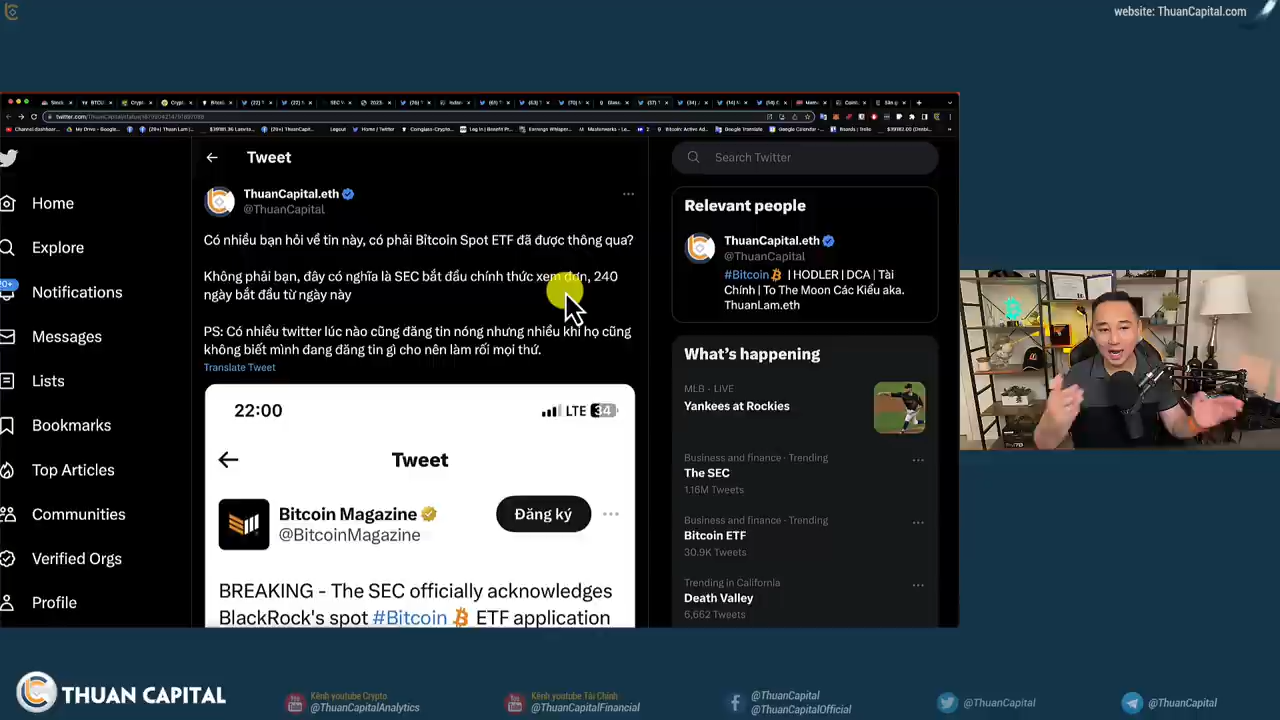 website: ThuanCapital.com
Tweet
Search Twitter
ThuanCapital.eth
@ThuanCapital
Có nhiều bạn hỏi về tin này, có phải Bitcoin Spot ETF đã được thông qua?
Không phải bạn, đây có nghĩa là SEC bắt đầu chính thức xem đơn, 240
ngày bắt đầu từ ngày này
PS: Có nhiều twitter lúc nào cũng đăng tin nóng nhưng nhiều khi họ cũng
không biết mình đang đăng tin gì cho nên làm rối mọi thứ.
Translate Tweet
22:00
LTE 34
Tweet
Bitcoin Magazine
@BitcoinMagazine
Đăng ký
BREAKING - The SEC officially acknowledges
BlackRock's spot #Bitcoin ETF application
Home
Explore
20+
Notifications
Messages
Lists
Bookmarks
Top Articles
Communities
Verified Orgs
Profile
Relevant people
ThuanCapital.eth
@ThuanCapital
#Bitcoin | HODLER | DCA | Tài
Chính | To The Moon Các Kiểu aka.
ThuanLam.eth
What's happening
MLB · LIVE
Yankees at Rockies
Business and finance · Trending
The SEC
1.16M Tweets
Business and finance · Trending
Bitcoin ETF
30.9K Tweets
Trending in California
Death Valley
6,662 Tweets
THUAN CAPITAL
Kênh youtube Crypto
@ThuanCapitalAnalytics
Kênh youtube Tài Chính
@ThuanCapitalFinancial
@ThuanCapital
@ThuanCapitalOfficial
@ThuanCapital
@ThuanCapital